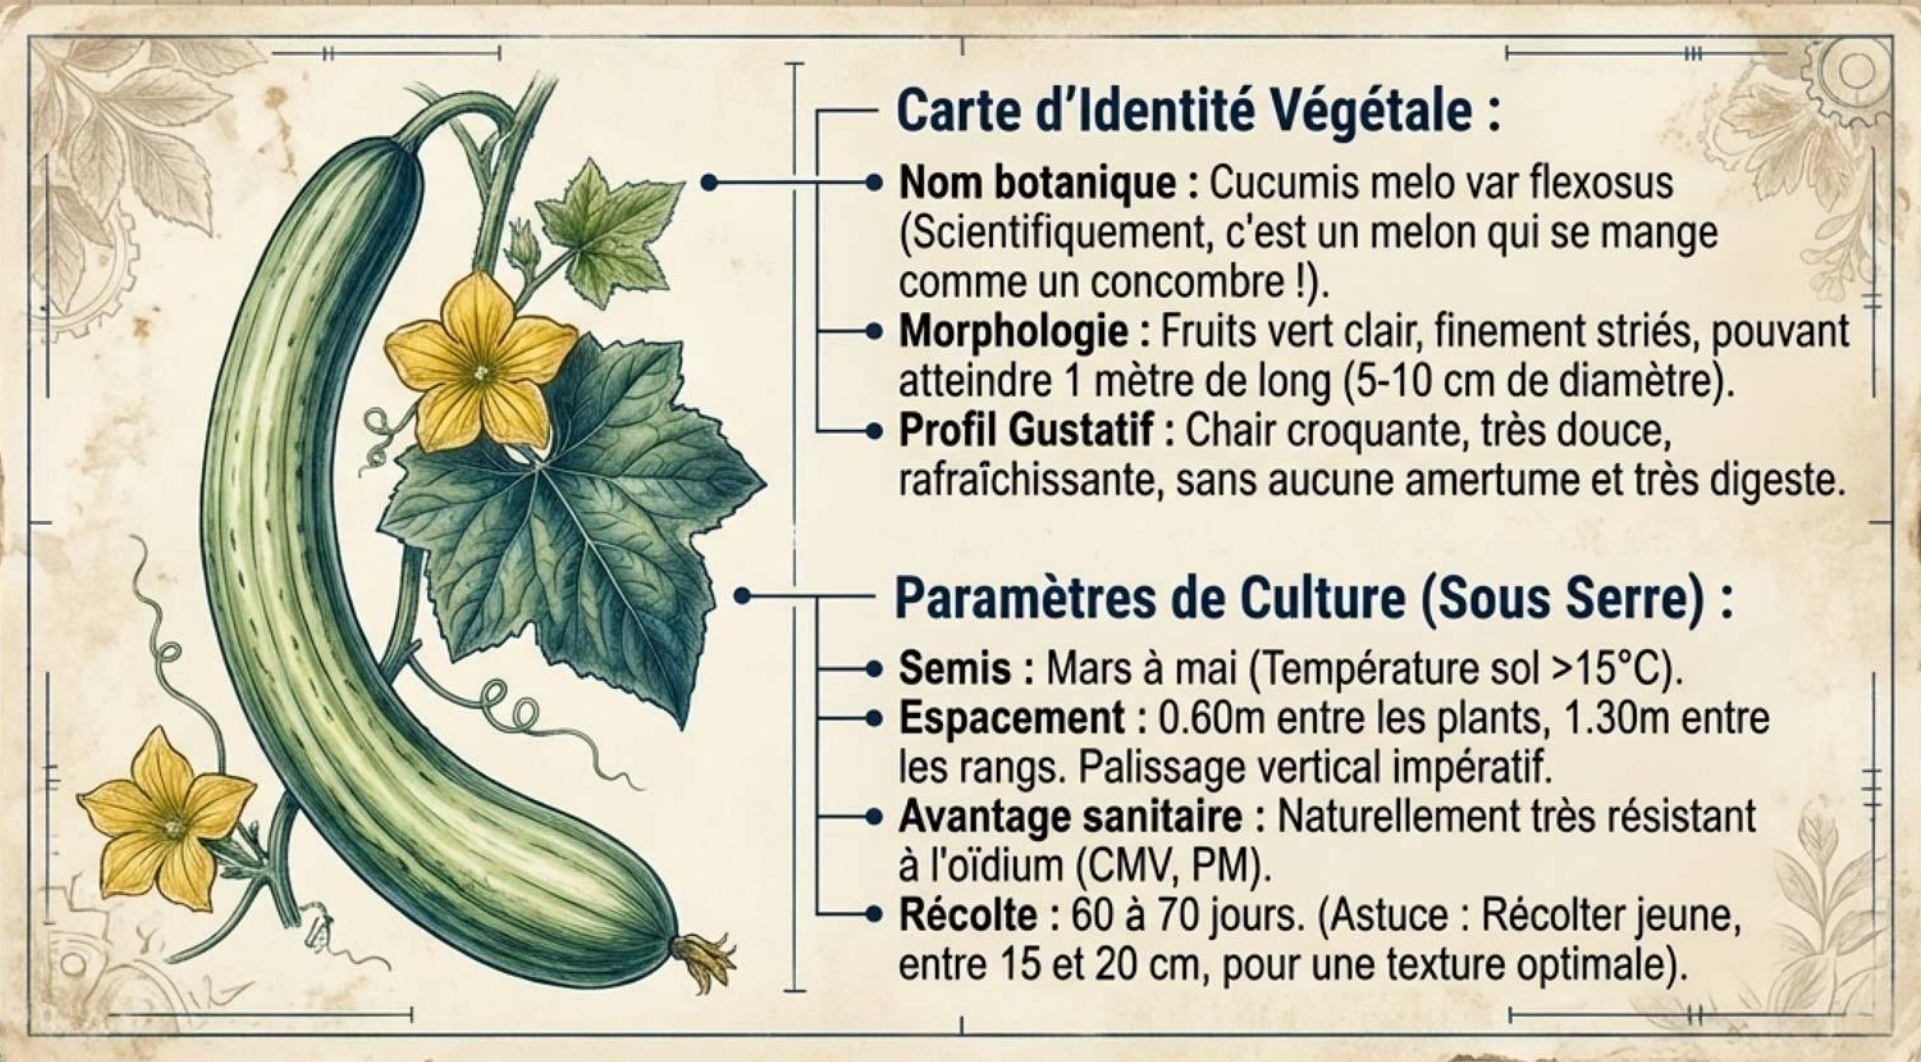 Carte d’Identité Végétale :
Nom botanique : Cucumis melo var flexosus
(Scientifiquement, c'est un melon qui se mange
comme un concombre !).
Morphologie : Fruits vert clair, finement striés, pouvant
atteindre 1 mètre de long (5-10 cm de diamètre).
Profil Gustatif : Chair croquante, très douce,
rafraîchissante, sans aucune amertume et très digeste.
Paramètres de Culture (Sous Serre) :
Semis : Mars à mai (Température sol >15°C).
Espacement : 0.60m entre les plants, 1.30m entre
les rangs. Palissage vertical impératif.
Avantage sanitaire : Naturellement très résistant
à l'oïdium (CMV, PM).
Récolte : 60 à 70 jours. (Astuce : Récolter jeune,
entre 15 et 20 cm, pour une texture optimale).